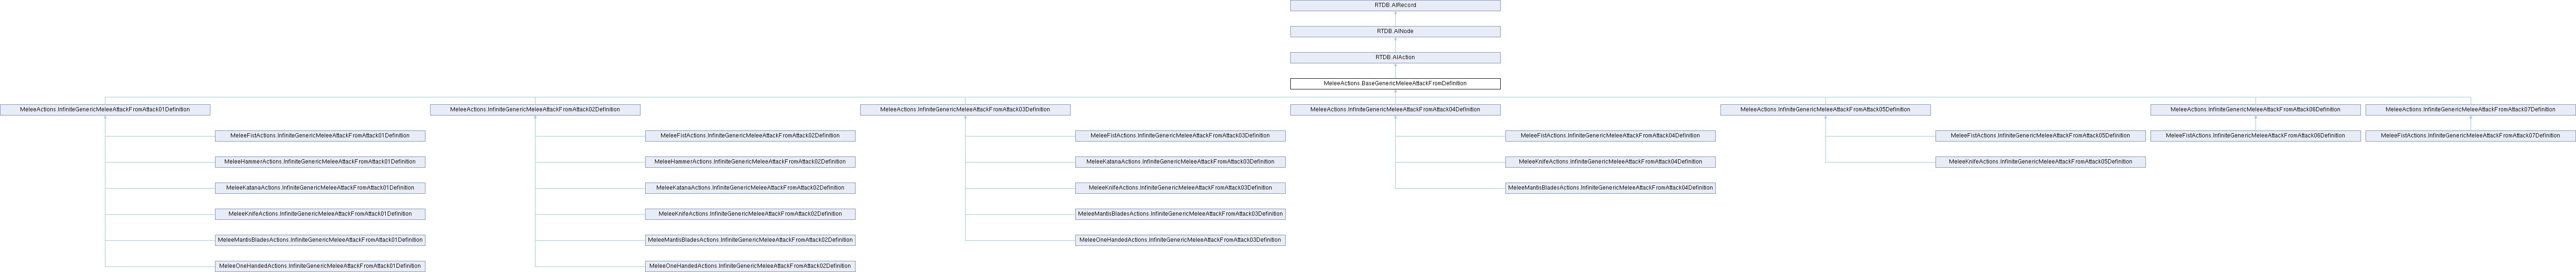 RTDB.AIRecord
RTDB.AINode
RTDB.AIAction
MeleeActions.BaseGenericMeleeAttackFromDefinition
MeleeActions.InfiniteGenericMeleeAttackFromAttack01Definition
MeleeActions.InfiniteGenericMeleeAttackFromAttack02Definition
MeleeActions.InfiniteGenericMeleeAttackFromAttack03Definition
MeleeActions.InfiniteGenericMeleeAttackFromAttack04Definition
MeleeActions.InfiniteGenericMeleeAttackFromAttack05Definition
MeleeActions.InfiniteGenericMeleeAttackFromAttack06Definition
MeleeActions.InfiniteGenericMeleeAttackFromAttack07Definition
MeleeFistActions.InfiniteGenericMeleeAttackFromAttack01Definition
MeleeFistActions.InfiniteGenericMeleeAttackFromAttack02Definition
MeleeFistActions.InfiniteGenericMeleeAttackFromAttack03Definition
MeleeFistActions.InfiniteGenericMeleeAttackFromAttack04Definition
MeleeFistActions.InfiniteGenericMeleeAttackFromAttack05Definition
MeleeFistActions.InfiniteGenericMeleeAttackFromAttack06Definition
MeleeFistActions.InfiniteGenericMeleeAttackFromAttack07Definition
MeleeHammerActions.InfiniteGenericMeleeAttackFromAttack01Definition
MeleeHammerActions.InfiniteGenericMeleeAttackFromAttack02Definition
MeleeKatanaActions.InfiniteGenericMeleeAttackFromAttack03Definition
MeleeKnifeActions.InfiniteGenericMeleeAttackFromAttack04Definition
MeleeKnifeActions.InfiniteGenericMeleeAttackFromAttack05Definition
MeleeKatanaActions.InfiniteGenericMeleeAttackFromAttack01Definition
MeleeKatanaActions.InfiniteGenericMeleeAttackFromAttack02Definition
MeleeKnifeActions.InfiniteGenericMeleeAttackFromAttack03Definition
MeleeMantisBladesActions.InfiniteGenericMeleeAttackFromAttack04Definition
MeleeKnifeActions.InfiniteGenericMeleeAttackFromAttack01Definition
MeleeKnifeActions.InfiniteGenericMeleeAttackFromAttack02Definition
MeleeMantisBladesActions.InfiniteGenericMeleeAttackFromAttack03Definition
MeleeMantisBladesActions.InfiniteGenericMeleeAttackFromAttack01Definition
MeleeMantisBladesActions.InfiniteGenericMeleeAttackFromAttack02Definition
MeleeOneHandedActions.InfiniteGenericMeleeAttackFromAttack03Definition
MeleeOneHandedActions.InfiniteGenericMeleeAttackFromAttack01Definition
MeleeOneHandedActions.InfiniteGenericMeleeAttackFromAttack02Definition